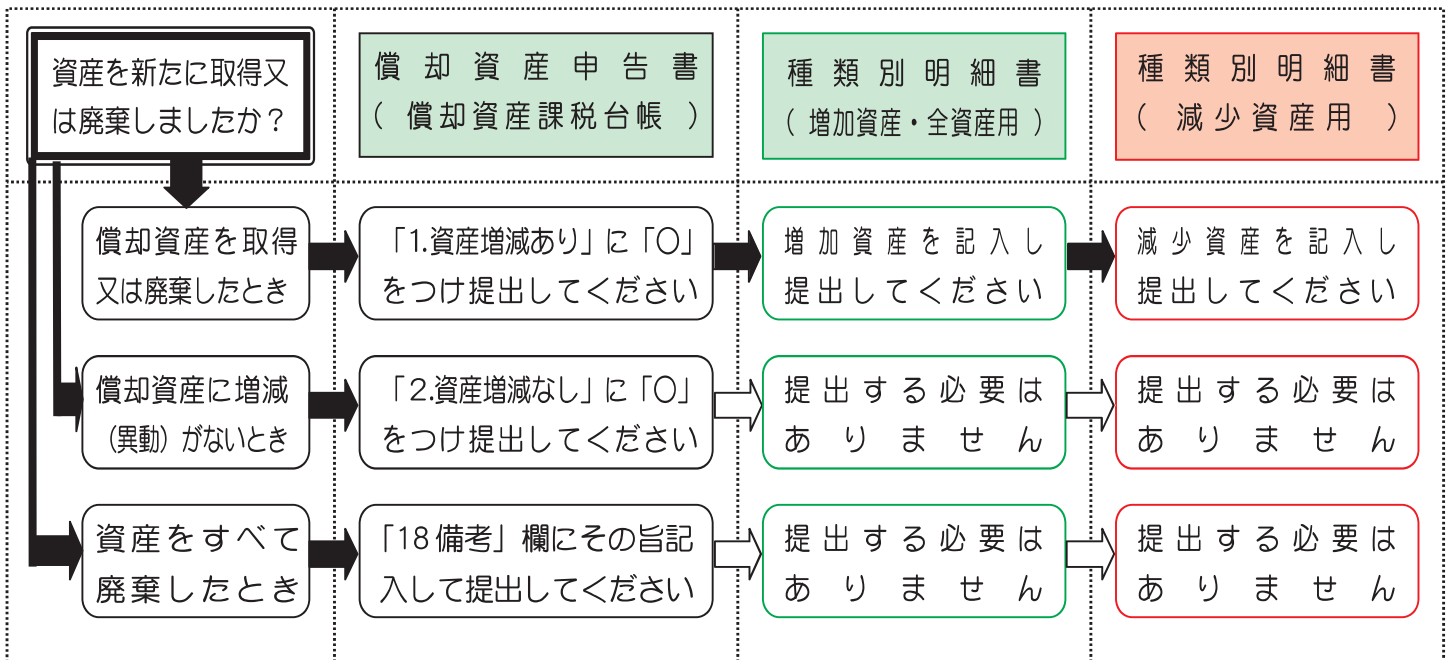 資産を新たに取得又
は廃棄しましたか？
償却資産申告書
（償却資産課税台帳）
種類別明細書
（増加資産・全資産用）
種類別明細書
（減少資産用）
償却資産を取得
又は廃棄したとき
「1.資産増減あり」に「〇」
をつけ提出してください
増加資産を記入し
提出してください
減少資産を記入し
提出してください
償却資産に増減
（異動）がないとき
「2.資産増減なし」に「〇」
をつけ提出してください
提出する必要は
ありません
提出する必要は
ありません
資産をすべて
廃棄したとき
「18備考」欄にその旨記
入して提出してください
提出する必要は
ありません
提出する必要は
ありません